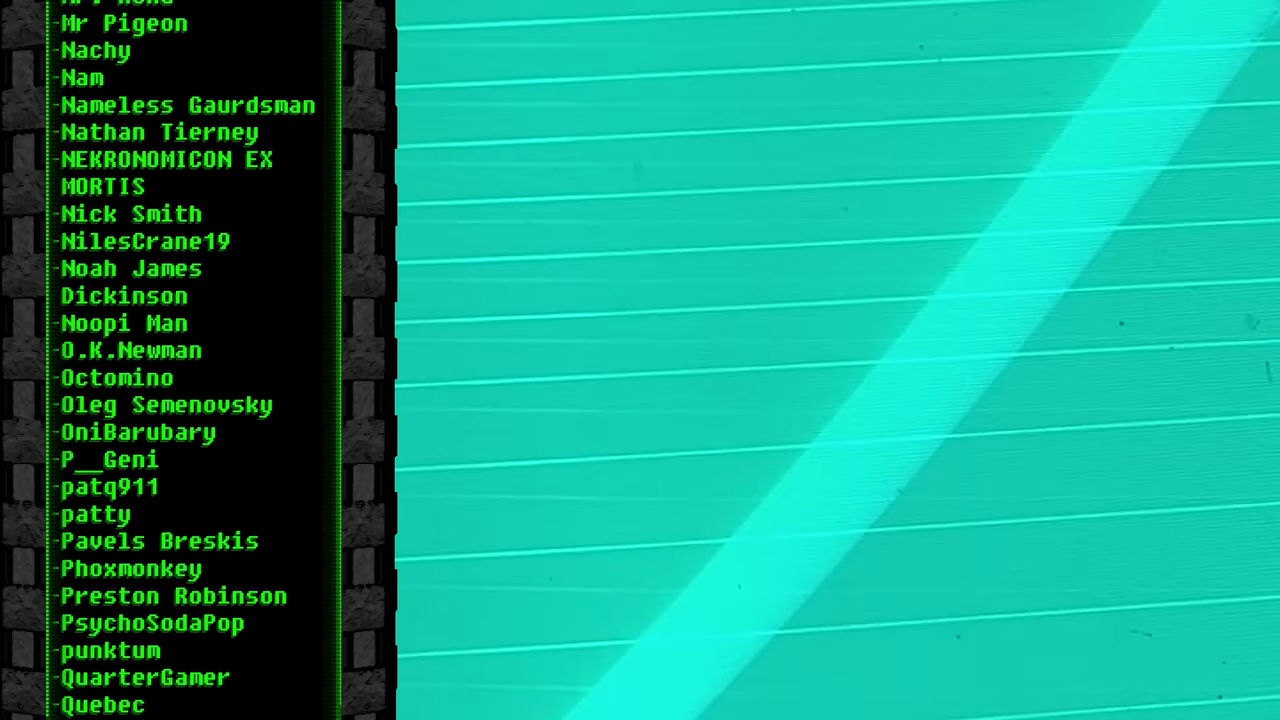 -Mr Pigeon
-Nachy
-Nam
-Nameless Gaurdsman
-Nathan Tierney
-NEKRONOMICON EX
MORTIS
-Nick Smith
-NilesCrane19
-Noah James
Dickinson
-Noopi Man
-O.K.Newman
-Octomino
-Oleg Semenovsky
-OniBarubary
-P__Geni
-patq911
-patty
-Pavels Breskis
-Phoxmonkey
-Preston Robinson
-PsychoSodaPop
-punktum
-QuarterGamer
-Quebec